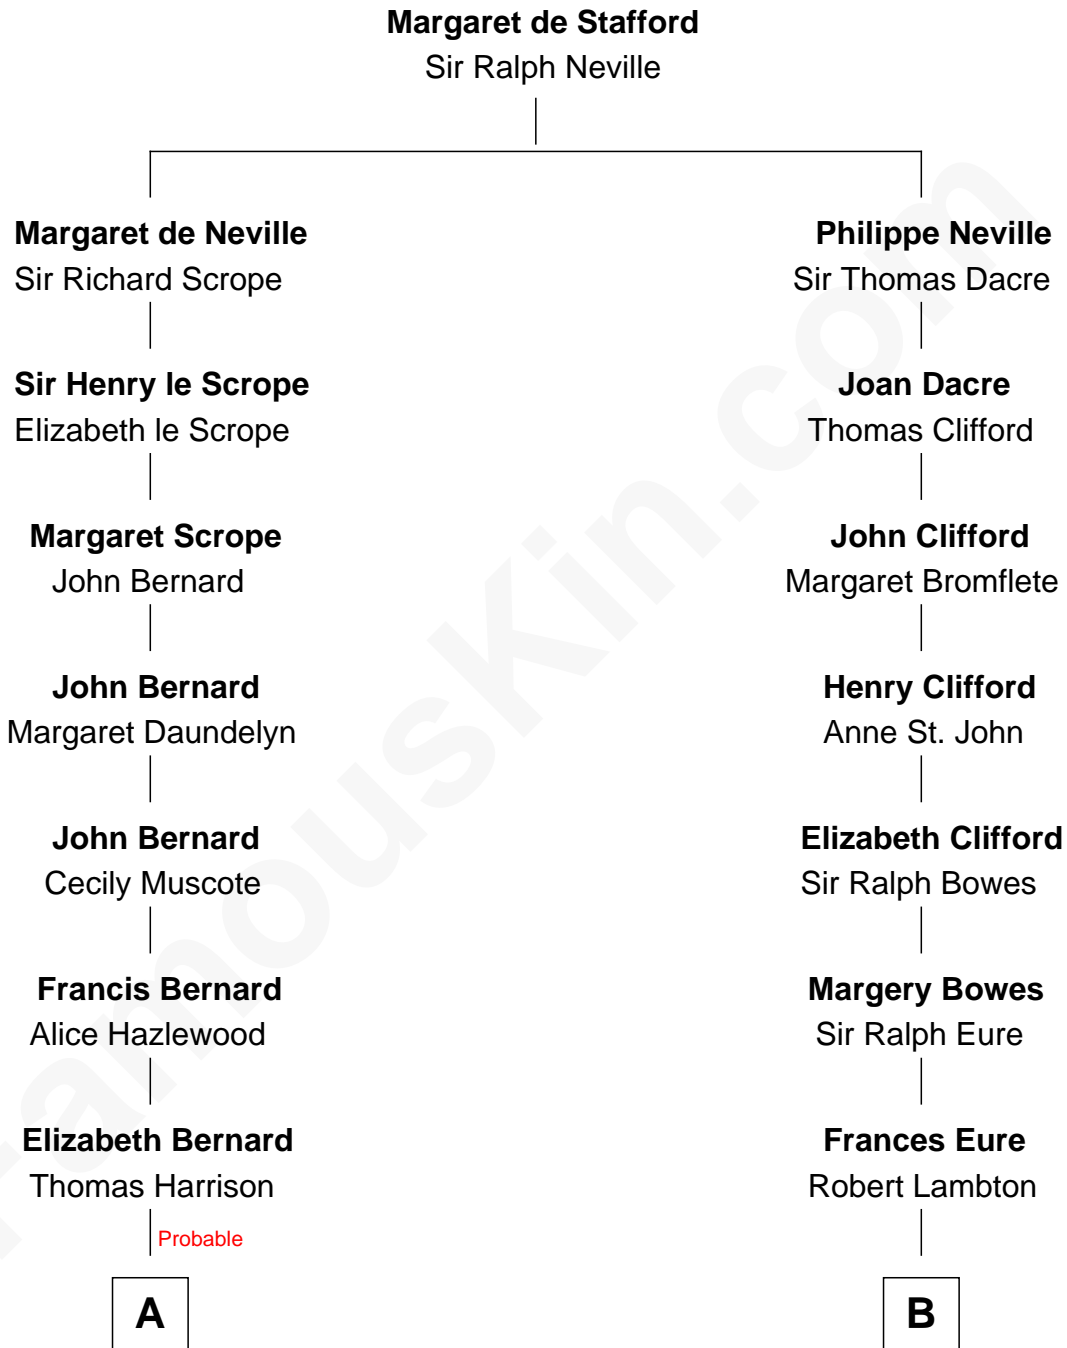 Margaret de Stafford
Sir Ralph Neville
Margaret de Neville
Sir Richard Scrope
Philippe Neville
Sir Thomas Dacre
Sir Henry le Scrope
Elizabeth le Scrope
Joan Dacre
Thomas Clifford
Margaret Scrope
John Bernard
John Clifford
Margaret Bromflete
John Bernard
Margaret Daundelyn
Henry Clifford
Anne St. John
John Bernard
Cecily Muscote
Elizabeth Clifford
Sir Ralph Bowes
Francis Bernard
Alice Hazlewood
Margery Bowes
Sir Ralph Eure
Elizabeth Bernard
Thomas Harrison
Frances Eure
Robert Lambton
Probable
A
B
FamousKin.com